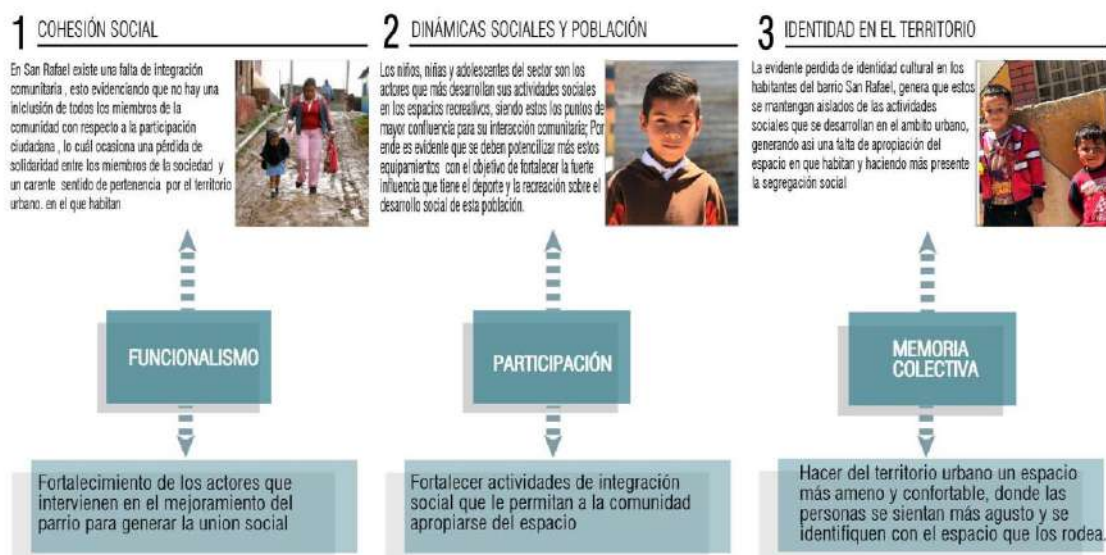 1 COHESIÓN SOCIAL
En San Rafael existe una falta de integración
comunitaria , esto evidenciando que no hay una
iniclusión de todos los miembros de la
comunidad con respecto a la participación
ciudadana , lo cuál ocasiona una pérdida de
solidaridad entre los miembros de la sociedad y
un carente sentido de pertenencia por el territorio
urbano. en el que habitan
2 DINÁMICAS SOCIALES Y POBLACIÓN
Los niños, niñas y adolescentes del sector son los
actores que más desarrollan sus actividades sociales
en los espacios recreativos, siendo estos los puntos de
mayor confluencia para su interacción comunitaria; Por
ende es evidente que se deben potencilizar más estos
equipamientos con el objetivo de fortalecer la fuerte
influencia que tiene el deporte y la recreación sobre el
desarrollo social de esta población.
3 IDENTIDAD EN EL TERRITORIO
La evidente perdida de identidad cultural en los
habitantes del barrio San Rafael, genera que estos
se mantengan aislados de las actividades
sociales que se desarrollan en el ambito urbano,
generando asi una falta de apropiación del
espacio en que habitan y haciendo más presente
la segregación social
FUNCIONALISMO
PARTICIPACIÓN
MEMORIA
COLECTIVA
Fortalecimiento de los actores que
intervienen en el mejoramiento del
parrio para generar la union social
Fortalecer actividades de integración
social que le permitan a la comunidad
apropiarse del espacio
Hacer del territorio urbano un espacio
más ameno y confortable, donde las
personas se sientan más agusto y se
identifiquen con el espacio que los rodea.